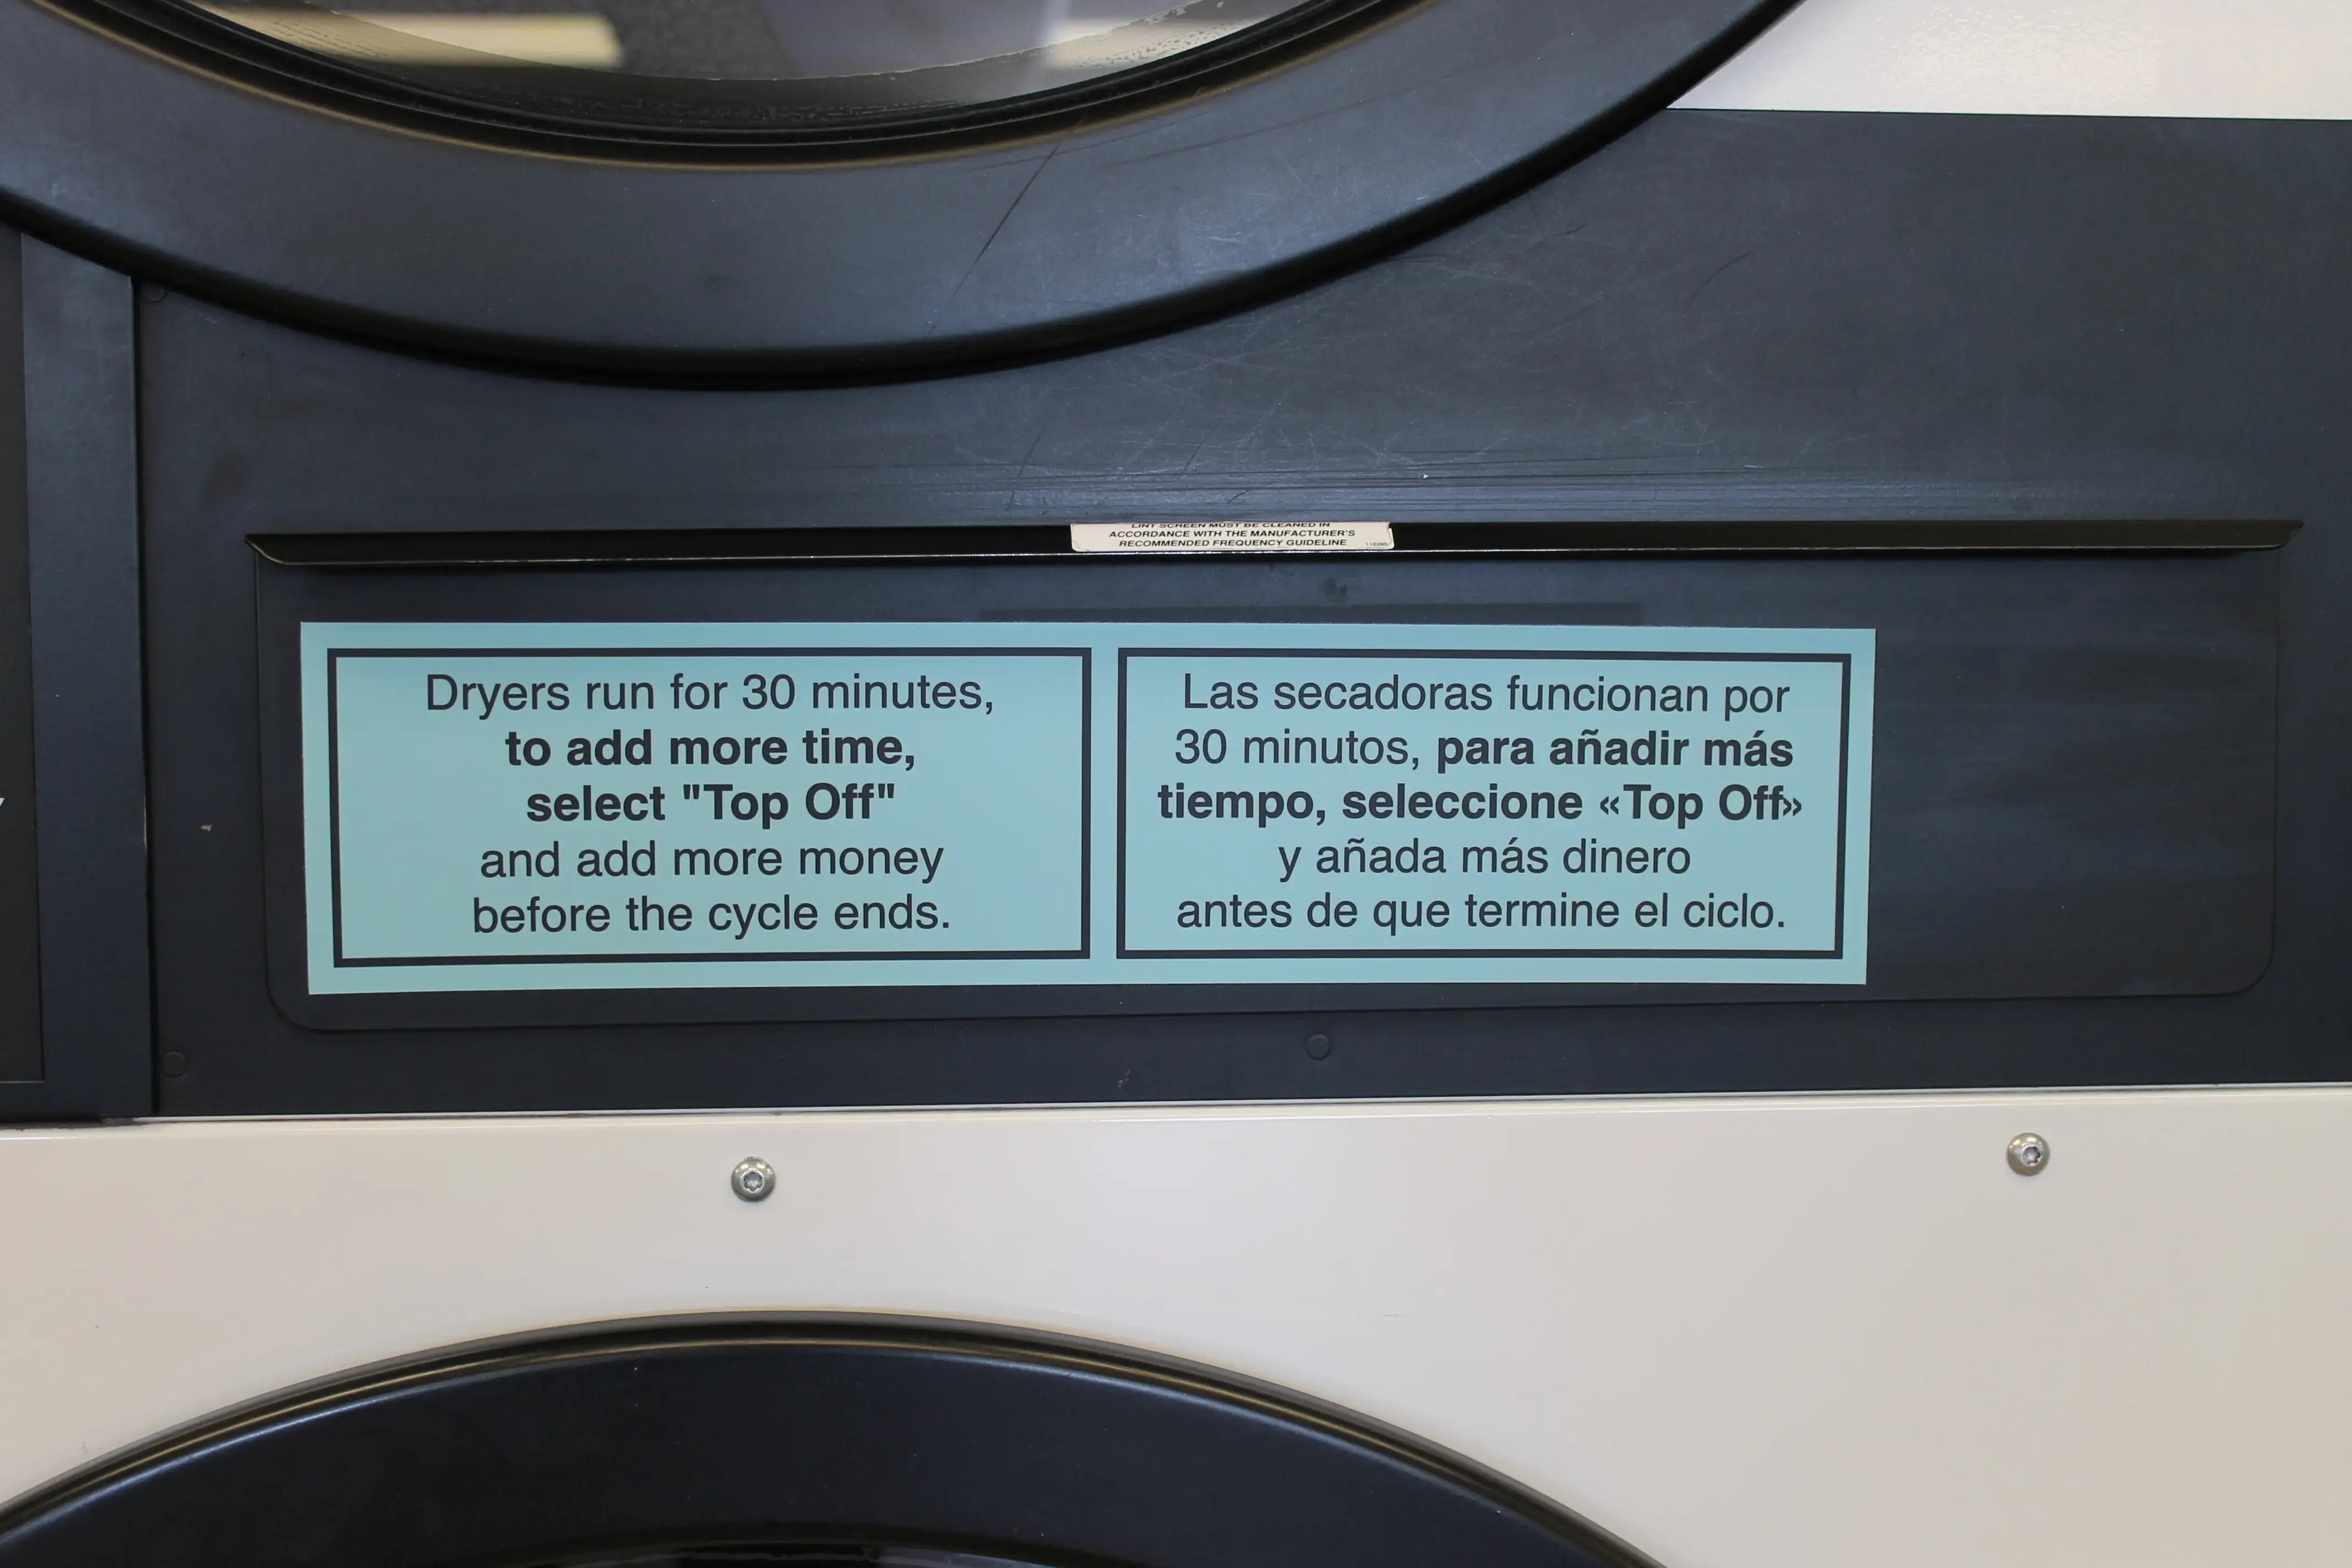 LINT SCREEN MUST BE CLEANED IN
ACCORDANCE WITH THE MANUFACTURER'S
RECOMMENDED FREQUENCY GUIDELINE
Dryers run for 30 minutes,
to add more time,
select "Top Off"
and add more money
before the cycle ends.
Las secadoras funcionan por
30 minutos, para añadir más
tiempo, seleccione «Top Off»
y añada más dinero
antes de que termine el ciclo.